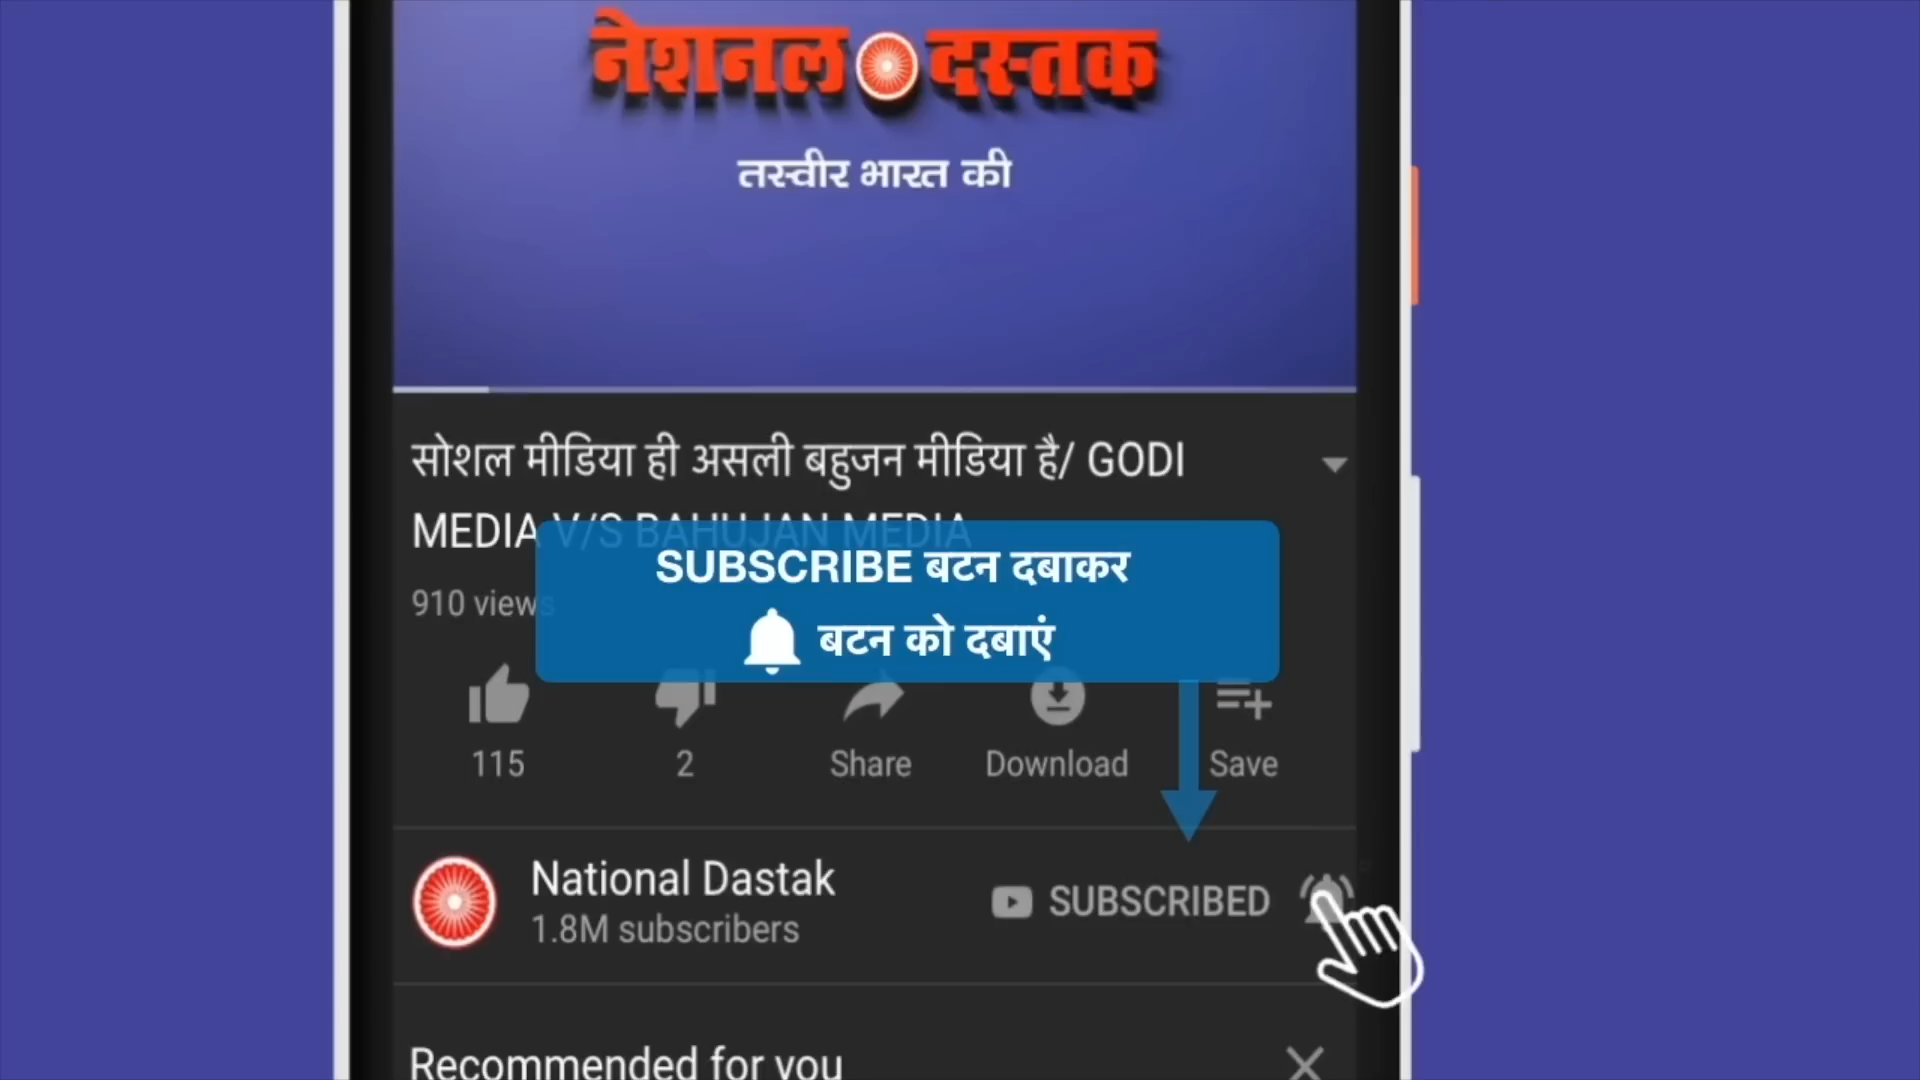 नेशनल दस्तक
तस्वीर भारत की
सोशल मीडिया ही असली बहुजन मीडिया है/ GODI
MEDIA V/S BAHUJAN MEDIA
SUBSCRIBE बटन दबाकर
बटन को दबाएं
910 views
115
2
Share
Download
Save
National Dastak
1.8M subscribers
SUBSCRIBED
Recommended for you